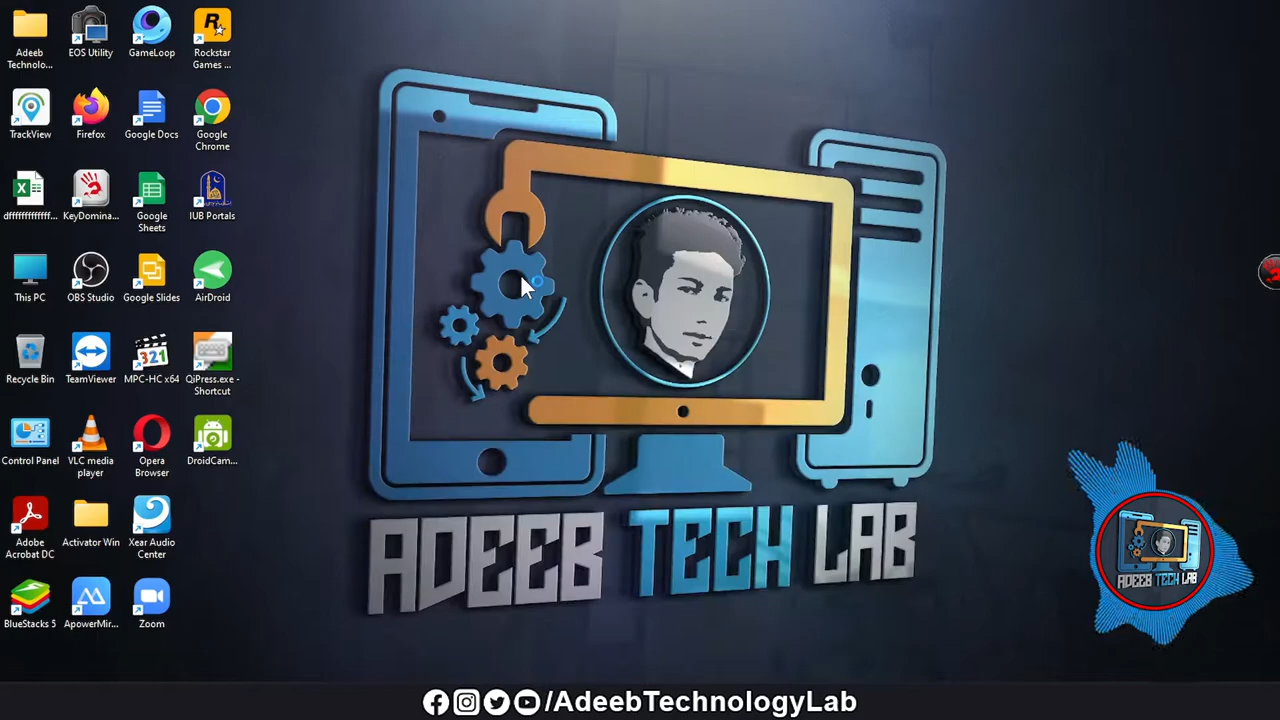 Adeeb
Technolo...
EOS Utility
GameLoop
Rockstar
Games ...
TrackView
Firefox
Google Docs
Google
Chrome
dfffffffffffff...
KeyDomina...
Google
Sheets
IUB Portals
This PC
OBS Studio
Google Slides
AirDroid
Recycle Bin
TeamViewer
321
MPC-HC x64
QiPress.exe -
Shortcut
Control Panel
VLC media
player
Opera
Browser
DroidCam...
Adobe
Acrobat DC
Activator Win
Xear Audio
Center
BlueStacks 5
ApowerMir...
Zoom
ADEEB TECH LAB
ADEEB TECH LAB
/AdeebTechnologyLab